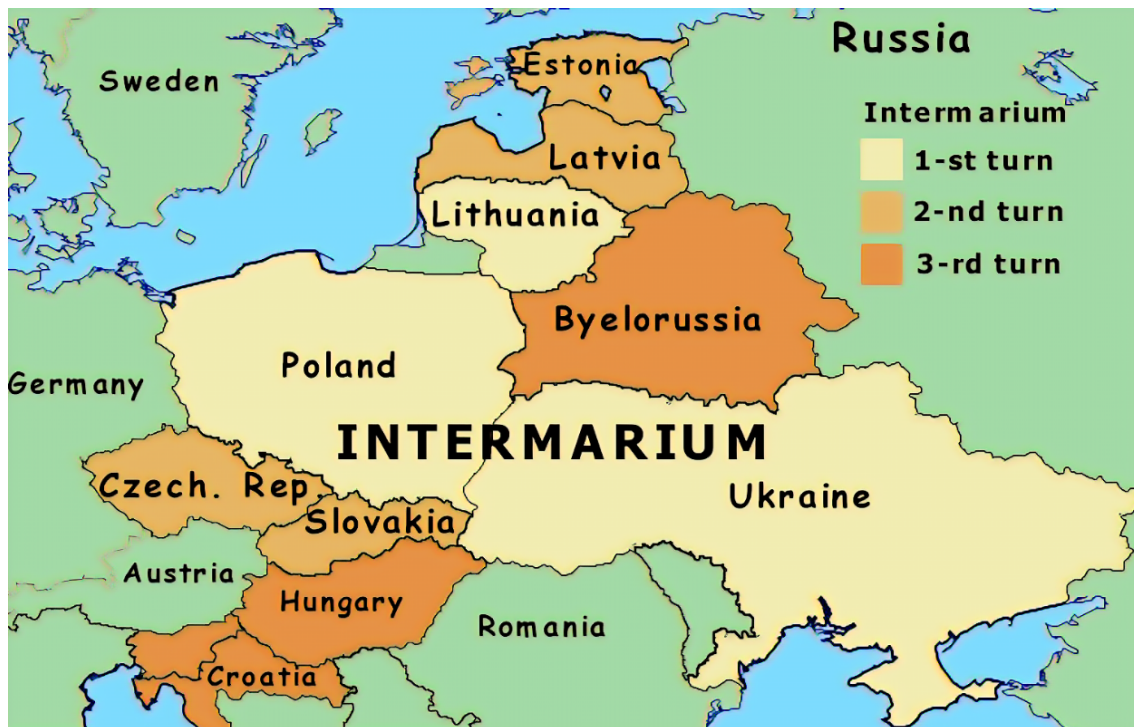 Russia
Sweden
Estonia
Intermarium
1-st turn
2-nd turn
3-rd turn
Latvia
Lithuania
Byelorussia
Poland
Germany
INTERMARIUM
Czech. Rep.
Ukraine
Slovakia
Austria
Hungary
Romania
Croatia